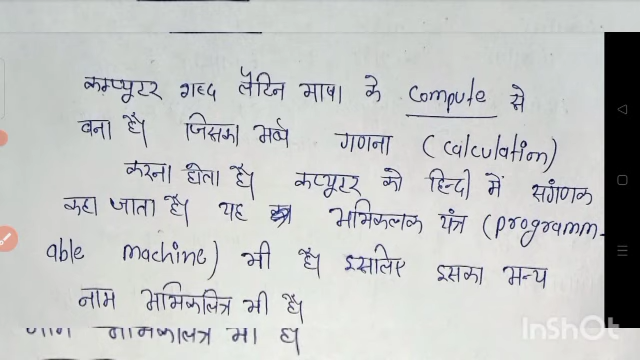 कम्प्यूटर शब्द लैटिन भाषा के Compute से
बना है। जिसका अर्थ गणना (Calculation)
करना होता है। कम्प्यूटर को हिन्दी में संगणक
कहा जाता है। यह अभिकलक यंत्र (programm-
able machine) भी है इसलिए इसका अन्य
नाम अभिकलित्र भी है
InShOt